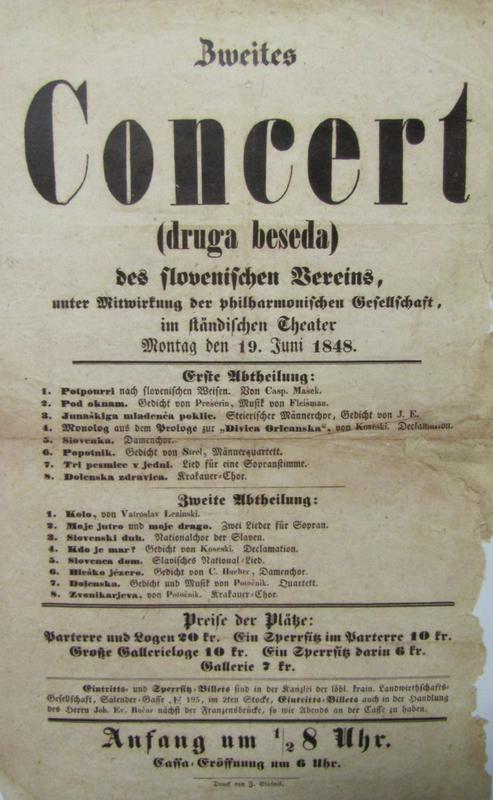 Zweites
Concert
(druga beseda)
des slovenischen Vereins,
unter Mitwirkung der philharmonischen Gesellschaft,
im ständischen Theater
Montag den 19. Juni 1848.
Erste Abtheilung:
1. Potpourri nach slovenischen Weisen. Von Casp. Mašek.
2. Pod oknam. Gedicht von Prešerin, Musik von Fleišman.
3. Junaškiga mladenča poklic. Steierischer Männerchor, Gedicht von J. E.
4. Monolog aus dem Prologe zur „Divica Orleanska“, von Koseski. Declamation.
5. Slovenka. Damenchor.
6. Popotnik. Gedicht von Männerquartett.
7. Tri pesmice v jedni. Lied für eine Sopranstimme.
8. Dolenska zdravica. Krakauer-Chor.
Zweite Abtheilung:
1. Kolo, von Vatroslav Lezinski.
2. Moje jutro und moje drago. Zwei Lieder für Sopran.
3. Slovenski duh. Nationalchor der Slaven.
4. Kdo je mar? Gedicht von Koseski. Declamation.
5. Slovenca dom. Slavisches National-Lied.
6. Bleško jézero. Gedicht von C. Damenchor.
7. Dolenska. Gedicht und Musik von Potočnik. Quartett.
8. Zvonikarjeva, von Potočnik. Krakauer-Chor.
Preise der Plätze:
Parterre und Logen 20 kr. Ein Sperrsitz im Parterre 10 kr.
Große Gallerieloge 10 kr. Ein Sperrsitz darin 6 kr.
Gallerie 7 kr.
Eintritts- und Sperrsitz-Billets sind in der Kanzlei der löbl. krain. Landwirthschafts-
Gesellschaft, Salender-Gasse, № 195, im 2ten Stocke, Eintritts-Billets auch in der Handlung
des Herrn Joh. Ev. nächst der Franzensbrücke, so wie Abends an der Casse zu haben.
Anfang um 1/2 8 Uhr.
Cassa-Eröffnung um 6 Uhr.
Druck von J.